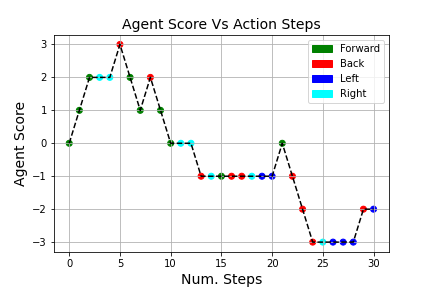 Agent Score Vs Action Steps
Agent Score
3
2
1
0
−1
−2
−3
Forward
Back
Left
Right
0 5 10 15 20 25 30
Num. Steps